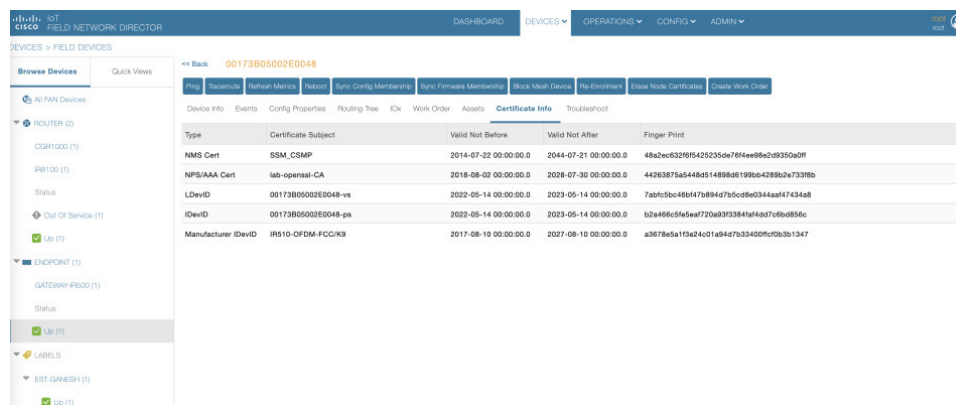 cisco IoT
FIELD NETWORK DIRECTOR
DASHBOARD DEVICES OPERATIONS CONFIG ADMIN
root
root
DEVICES > FIELD DEVICES
Browse Devices Quick Views
All FAN Devices
ROUTER (2)
CGR1000 (1)
IR8100 (1)
Status
Out Of Service (1)
Up (1)
ENDPOINT (1)
GATEWAY-IR500 (1)
Status
Up (1)
LABELS
EST-GANESH (1)
Up (1)
<< Back 00173B05002E0048
Ping Traceroute Refresh Metrics Reboot Sync Config Membership Sync Firmware Membership Block Mesh Device Re-Enrolment Erase Node Certificates Create Work Order
Device Info Events Config Properties Routing Tree IOx Work Order Assets Certificate Info Troubleshoot
Type Certificate Subject Valid Not Before Valid Not After Finger Print
NMS Cert SSM_CSMP 2014-07-22 00:00:00.0 2044-07-21 00:00:00.0 48a2ec632f6f5425235de76f4ee98e2d9350a0ff
NPS/AAA Cert lab-openssl-CA 2018-08-02 00:00:00.0 2028-07-30 00:00:00.0 44263875a5448d514898d6199bb4289b2e733f8b
LDevID 00173B05002E0048-vs 2022-05-14 00:00:00.0 2023-05-14 00:00:00.0 7abfc5bc46bf47b894d7b5cd8e0344aaf47434a8
IDevID 00173B05002E0048-ps 2022-05-14 00:00:00.0 2023-05-14 00:00:00.0 b2a466c5fe5eaf720a93f3384faf4dd7c6bd856c
Manufacturer IDevID IR510-OFDM-FCC/K9 2017-08-10 00:00:00.0 2027-08-10 00:00:00.0 a3678e5a1f3e24c01a94d7b33400ffcf0b3b1347